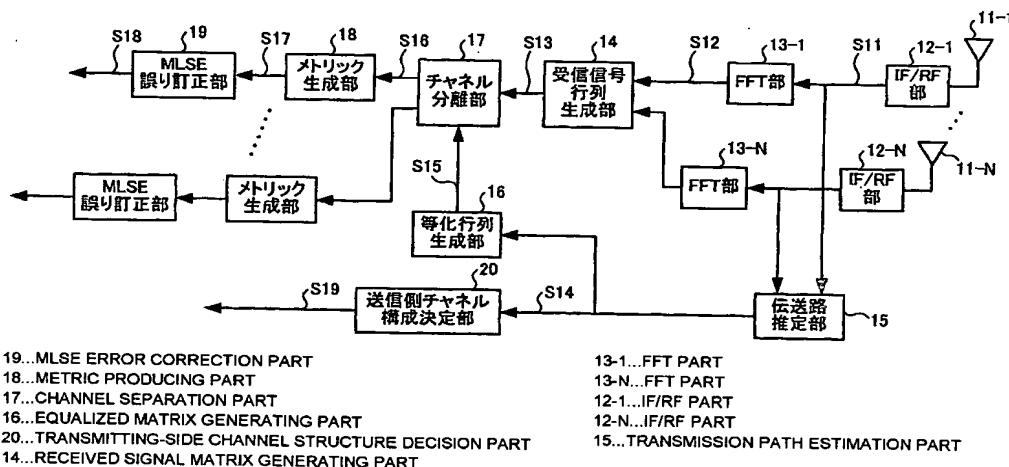 S18
19
MLSE
誤り訂正部
S17
18
メトリック
生成部
S16
17
チャネル
分離部
S13
14
受信信号
行列
生成部
S12
13-1
FFT部
S11
12-1
IF/RF
部
11-1
MLSE
誤り訂正部
メトリック
生成部
S15
16
等化行列
生成部
13-N
FFT部
12-N
IF/RF
部
11-N
S19
20
送信側チャネル
構成決定部
S14
伝送路
推定部
15
19...MLSE ERROR CORRECTION PART
18...METRIC PRODUCING PART
17...CHANNEL SEPARATION PART
16...EQUALIZED MATRIX GENERATING PART
20...TRANSMITTING-SIDE CHANNEL STRUCTURE DECISION PART
14...RECEIVED SIGNAL MATRIX GENERATING PART
13-1...FFT PART
13-N...FFT PART
12-1...IF/RF PART
12-N...IF/RF PART
15...TRANSMISSION PATH ESTIMATION PART